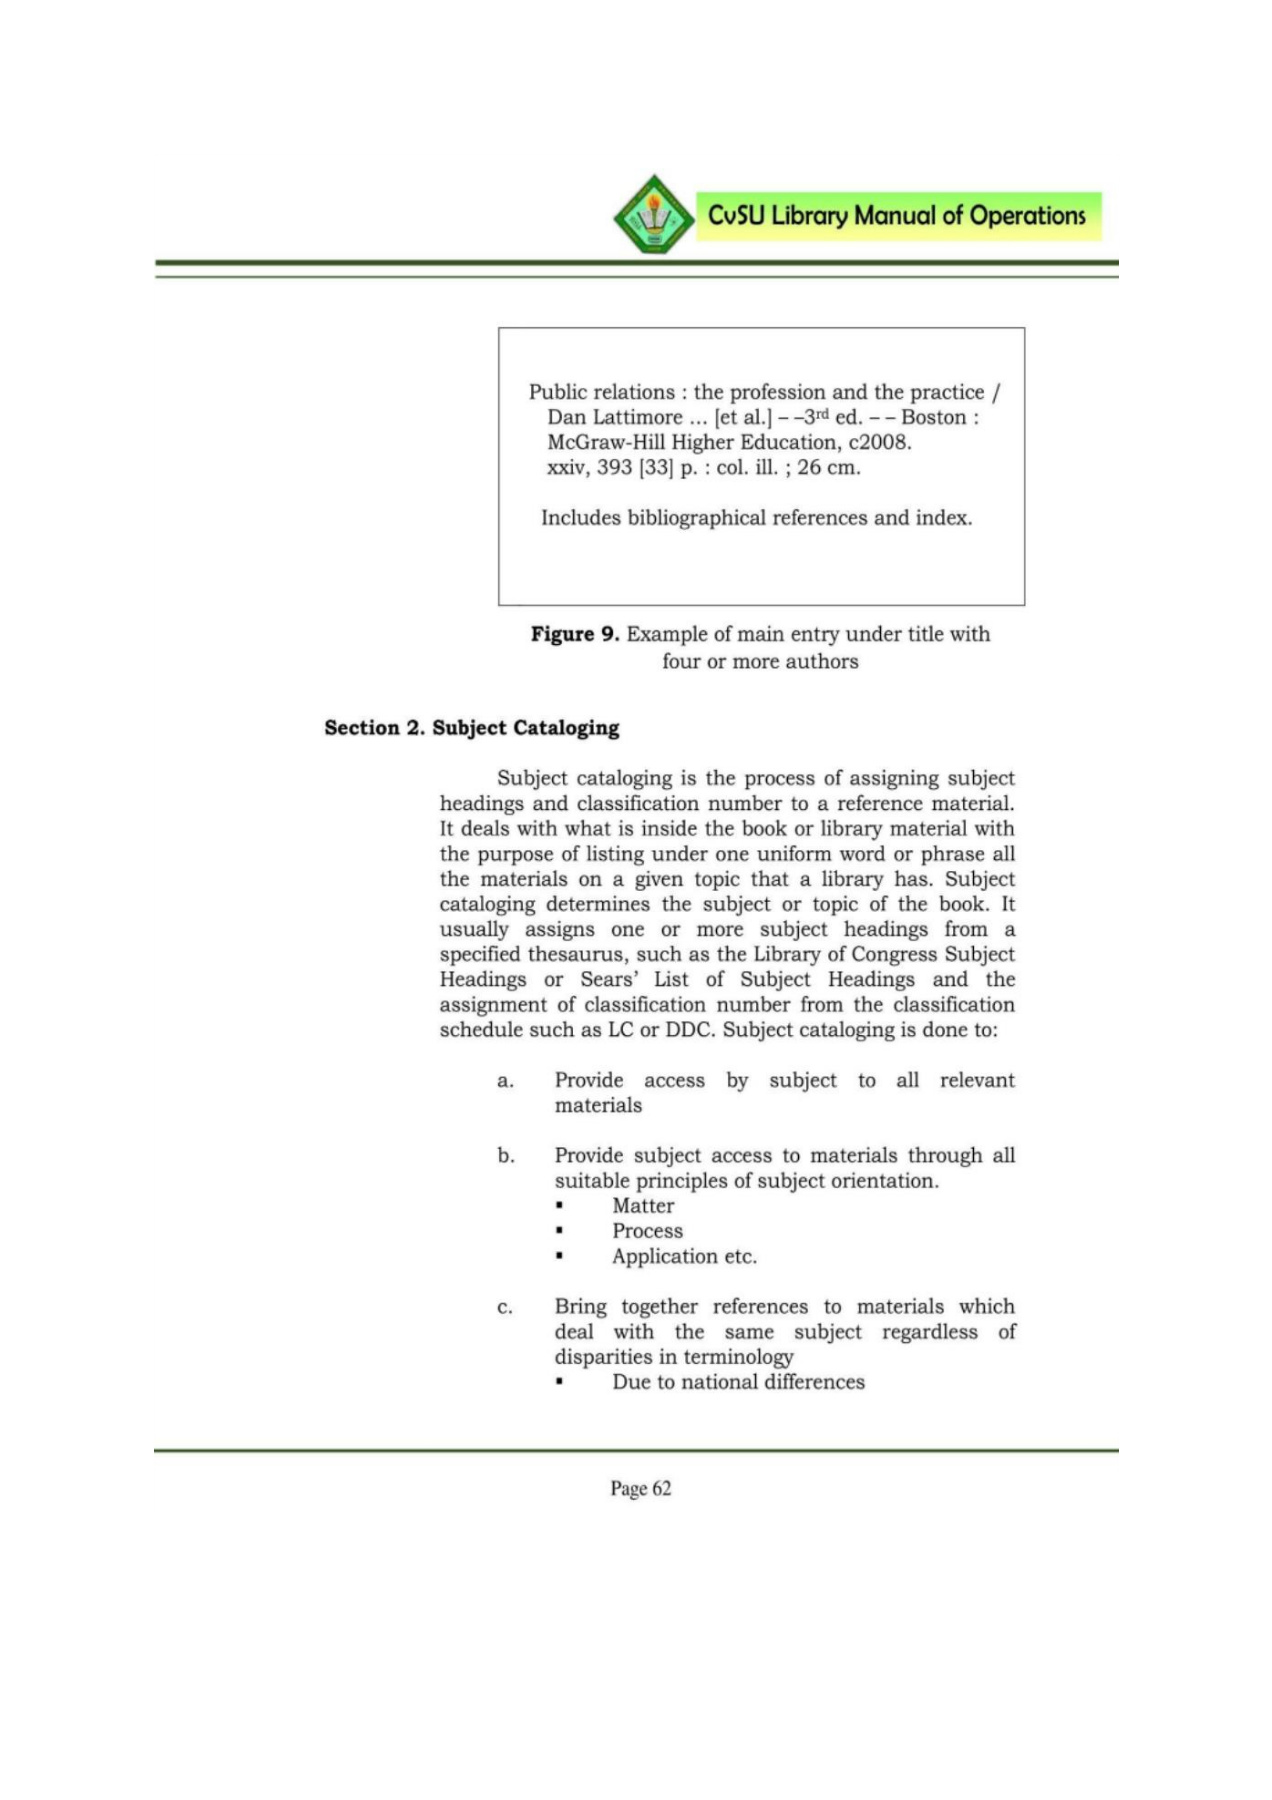 CvSU Library Manual of Operations
Public relations : the profession and the practice /
Dan Lattimore ... [et al.] – –3rd ed. – – Boston :
McGraw-Hill Higher Education, c2008.
xxiv, 393 [33] p. : col. ill. ; 26 cm.
Includes bibliographical references and index.
Figure 9. Example of main entry under title with
four or more authors
Section 2. Subject Cataloging
Subject cataloging is the process of assigning subject
headings and classification number to a reference material.
It deals with what is inside the book or library material with
the purpose of listing under one uniform word or phrase all
the materials on a given topic that a library has. Subject
cataloging determines the subject or topic of the book. It
usually assigns one or more subject headings from a
specified thesaurus, such as the Library of Congress Subject
Headings or Sears’ List of Subject Headings and the
assignment of classification number from the classification
schedule such as LC or DDC. Subject cataloging is done to:
a. Provide access by subject to all relevant
materials
b. Provide subject access to materials through all
suitable principles of subject orientation.
▪ Matter
▪ Process
▪ Application etc.
c. Bring together references to materials which
deal with the same subject regardless of
disparities in terminology
▪ Due to national differences
Page 62